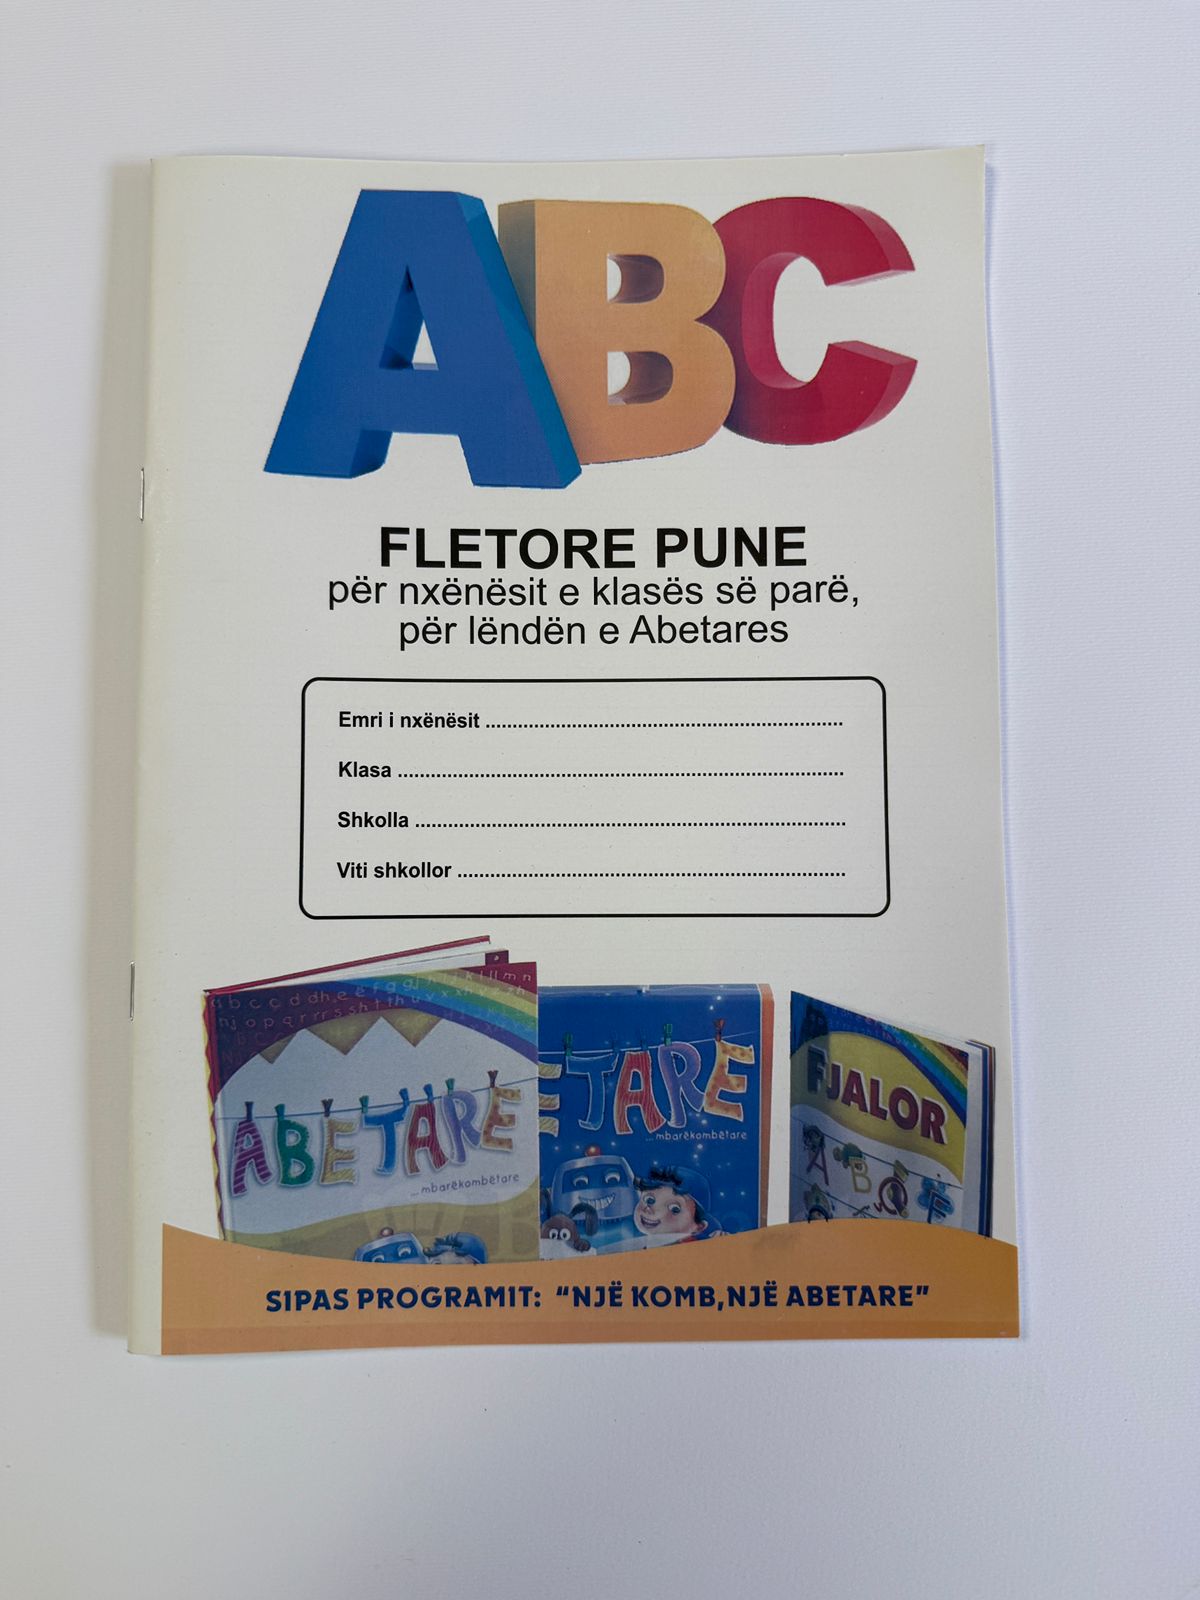 ABC
FLETORE PUNE
për nxënësit e klasës së parë,
për lëndën e Abetares
Emri i nxënësit ................................................................
Klasa ................................................................................
Shkolla .............................................................................
Viti shkollor ......................................................................
ABETARE
...mbarëkombëtare
ETARE
...mbarëkombëtare
FJALOR
A B
SIPAS PROGRAMIT: “NJË KOMB,NJË ABETARE”